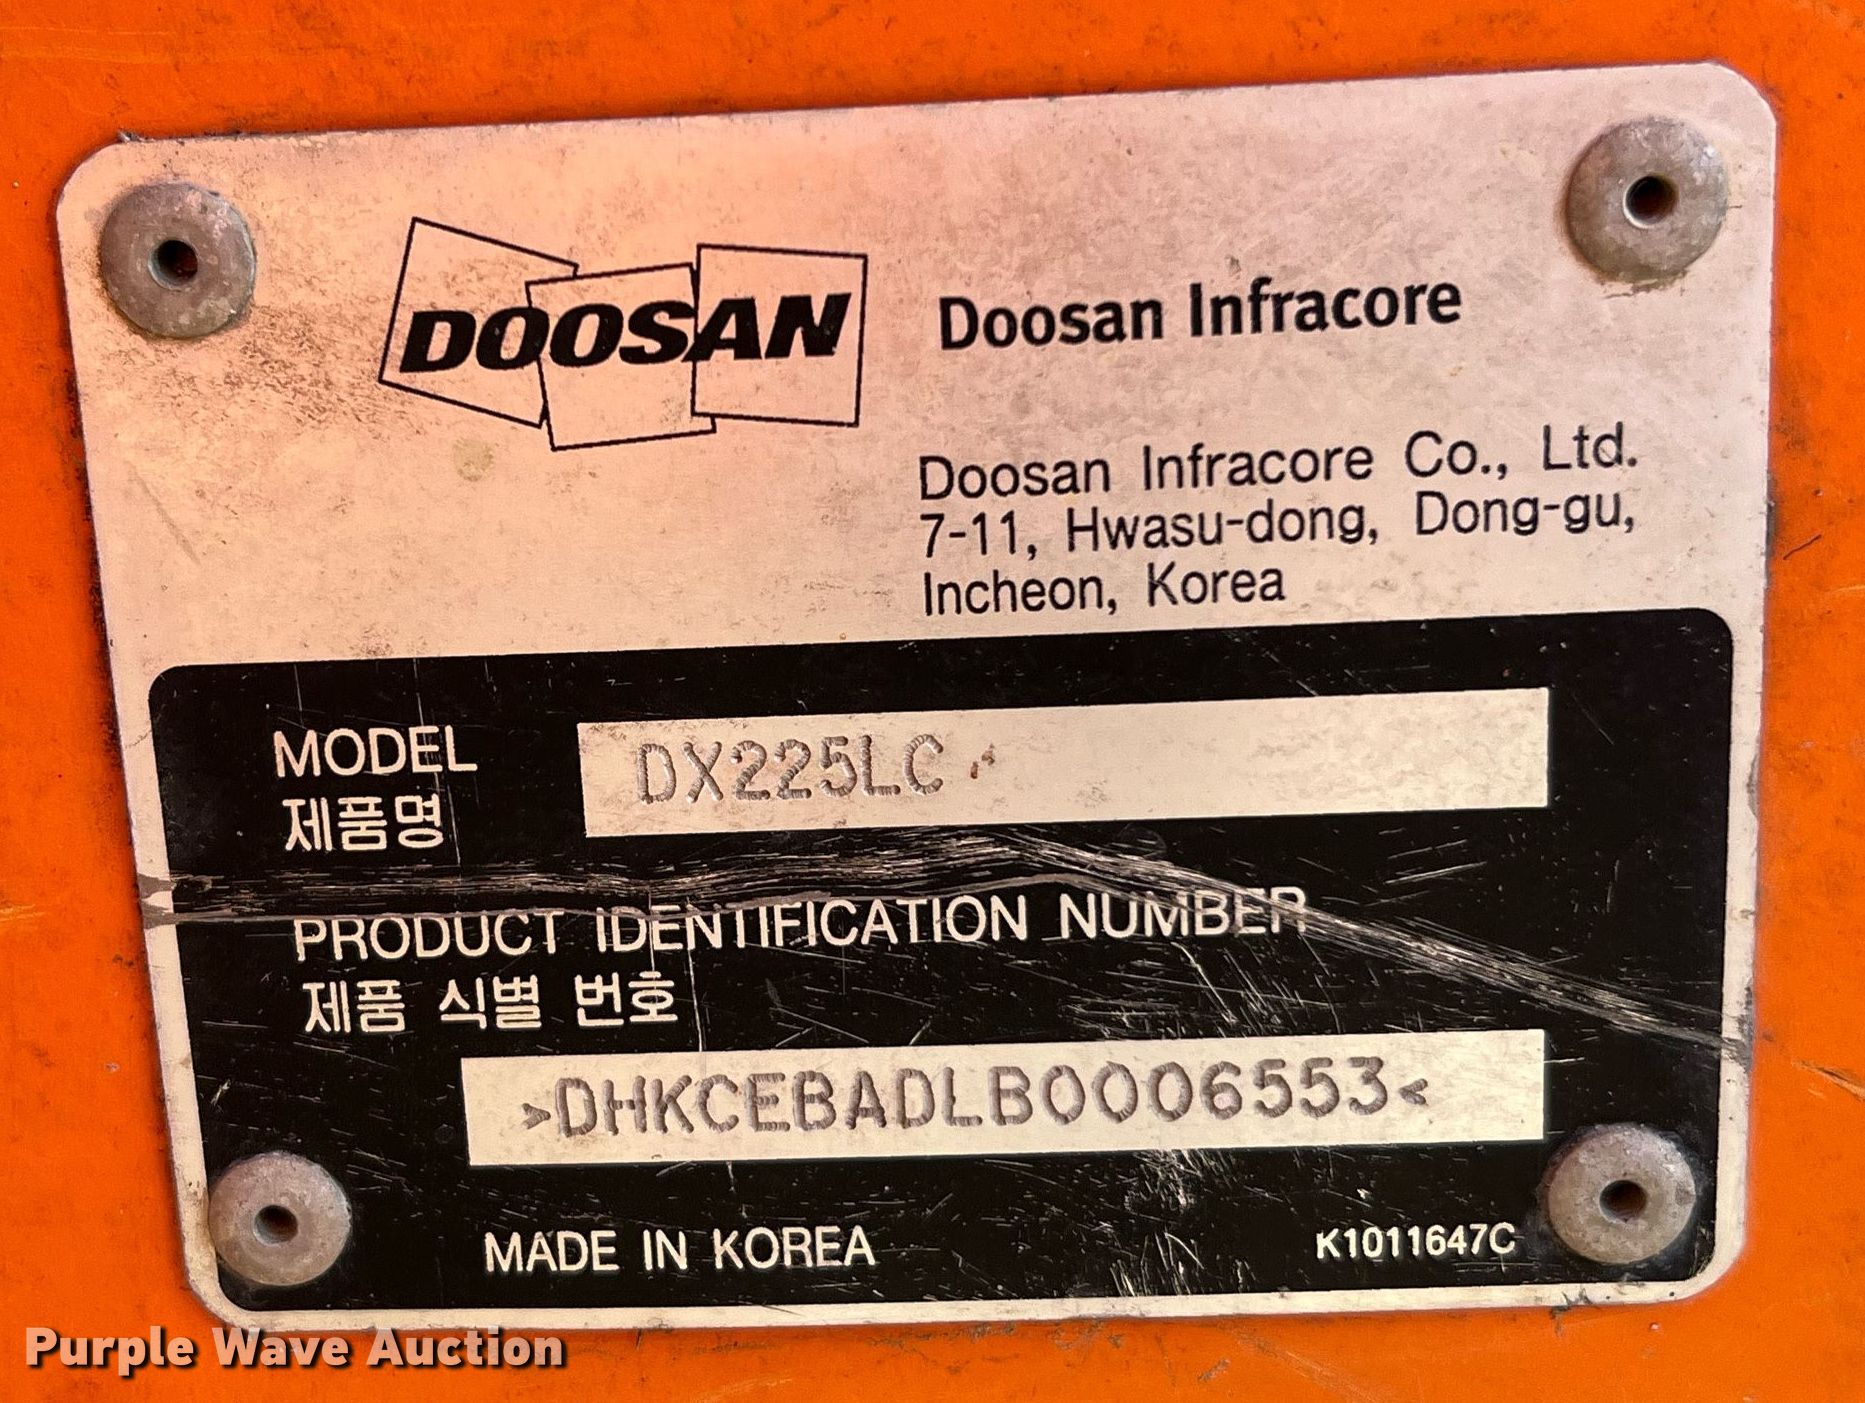 DOOSAN
Doosan Infracore
Doosan Infracore Co., Ltd.
7-11, Hwasu-dong, Dong-gu,
Incheon, Korea
MODEL
제품명
DX225LC
PRODUCT IDENTIFICATION NUMBER
제품 식별 번호
>DHKCEBADLB0006553<
MADE IN KOREA
K1011647C
Purple Wave Auction